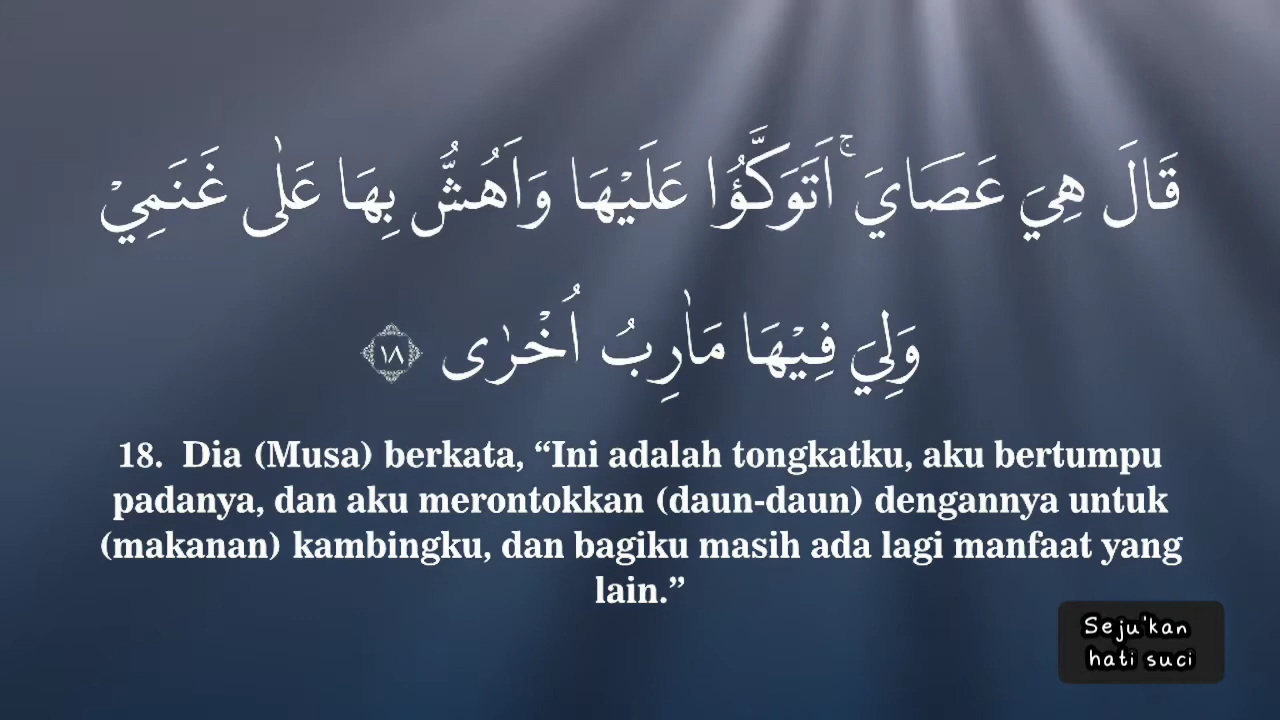 قَالَ هِيَ عَصَايَۚ اَتَوَكَّؤُا عَلَيْهَا وَاَهُشُّ بِهَا عَلٰى غَنَمِيْ
وَلِيَ فِيْهَا مَاٰرِبُ اُخْرٰى ١٨
18. Dia (Musa) berkata, “Ini adalah tongkatku, aku bertumpu
padanya, dan aku merontokkan (daun-daun) dengannya untuk
(makanan) kambingku, dan bagiku masih ada lagi manfaat yang
lain.”
Seju'kan
hati suci